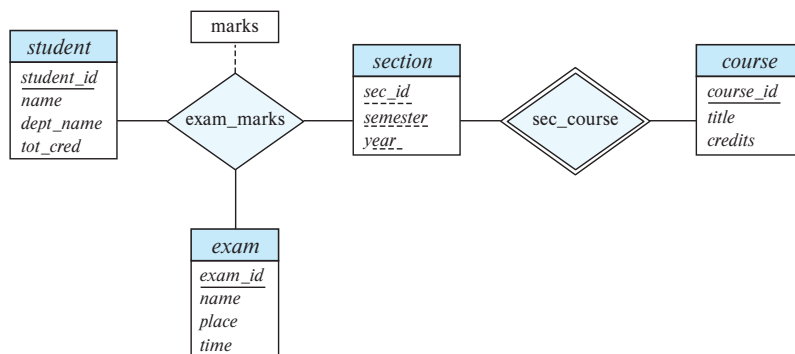 marks
student
student_id
name
dept_name
tot_cred
exam_marks
section
sec_id
semester
year
sec_course
course
course_id
title
credits
exam
exam_id
name
place
time